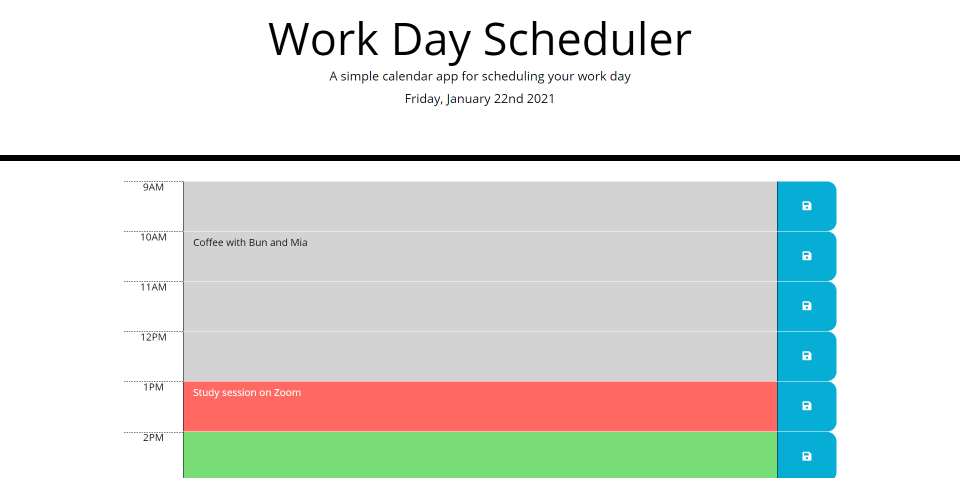 Work Day Scheduler
A simple calendar app for scheduling your work day
Friday, January 22nd 2021
9AM
10AM
Coffee with Bun and Mia
11AM
12PM
1PM
Study session on Zoom
2PM